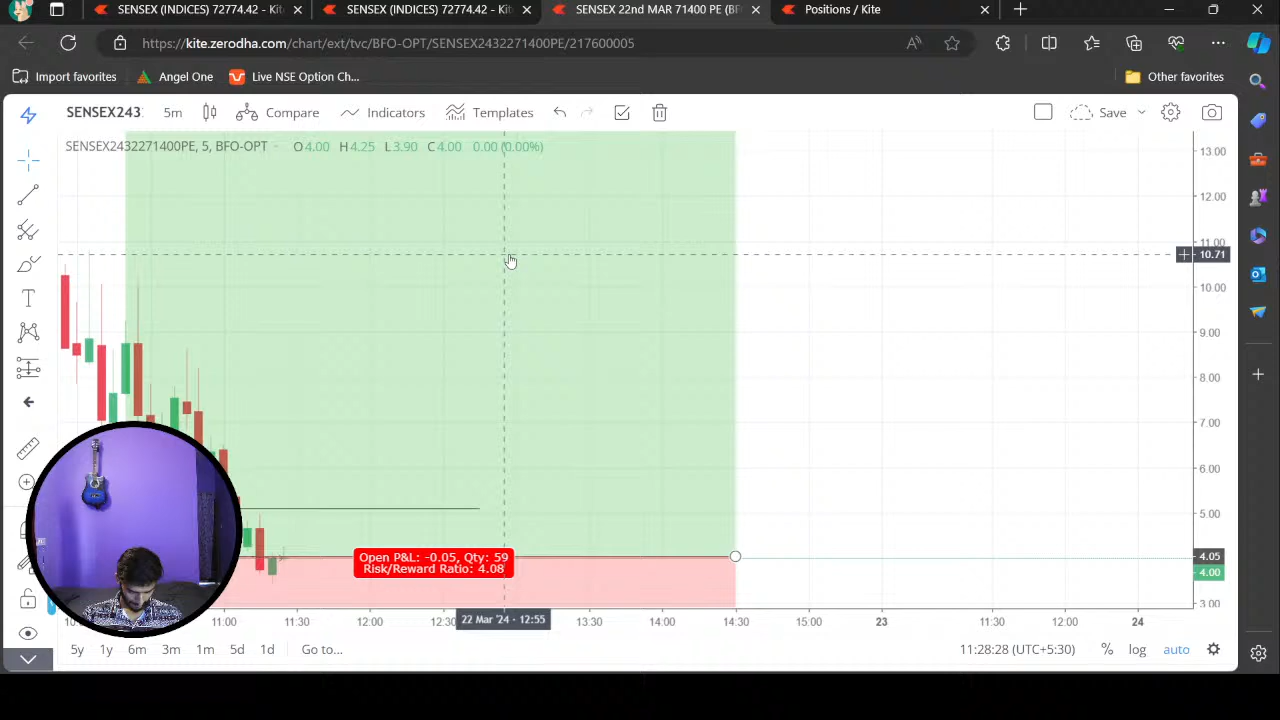 SENSEX (INDICES) 72774.42 - Kit
SENSEX (INDICES) 72774.42 - Kit
SENSEX 22nd MAR 71400 PE (BF
Positions / Kite
https://kite.zerodha.com/chart/ext/tvc/BFO-OPT/SENSEX2432271400PE/217600005
Import favorites
Angel One
Live NSE Option Ch...
Other favorites
SENSEX243
5m
Compare
Indicators
Templates
Save
SENSEX2432271400PE, 5, BFO-OPT O4.00 H4.25 L3.90 C4.00 0.00 (0.00%)
13.00
12.00
11.00
10.71
10.00
9.00
8.00
7.00
6.00
5.00
4.05
4.00
3.00
Open P&L: -0.05, Qty: 59
Risk/Reward Ratio: 4.08
11:00
11:30
12:00
12:30
22 Mar '24 - 12:55
13:30
14:00
14:30
15:00
23
11:30
12:00
24
5y
1y
6m
3m
1m
5d
1d
Go to...
11:28:28 (UTC+5:30)
%
log
auto